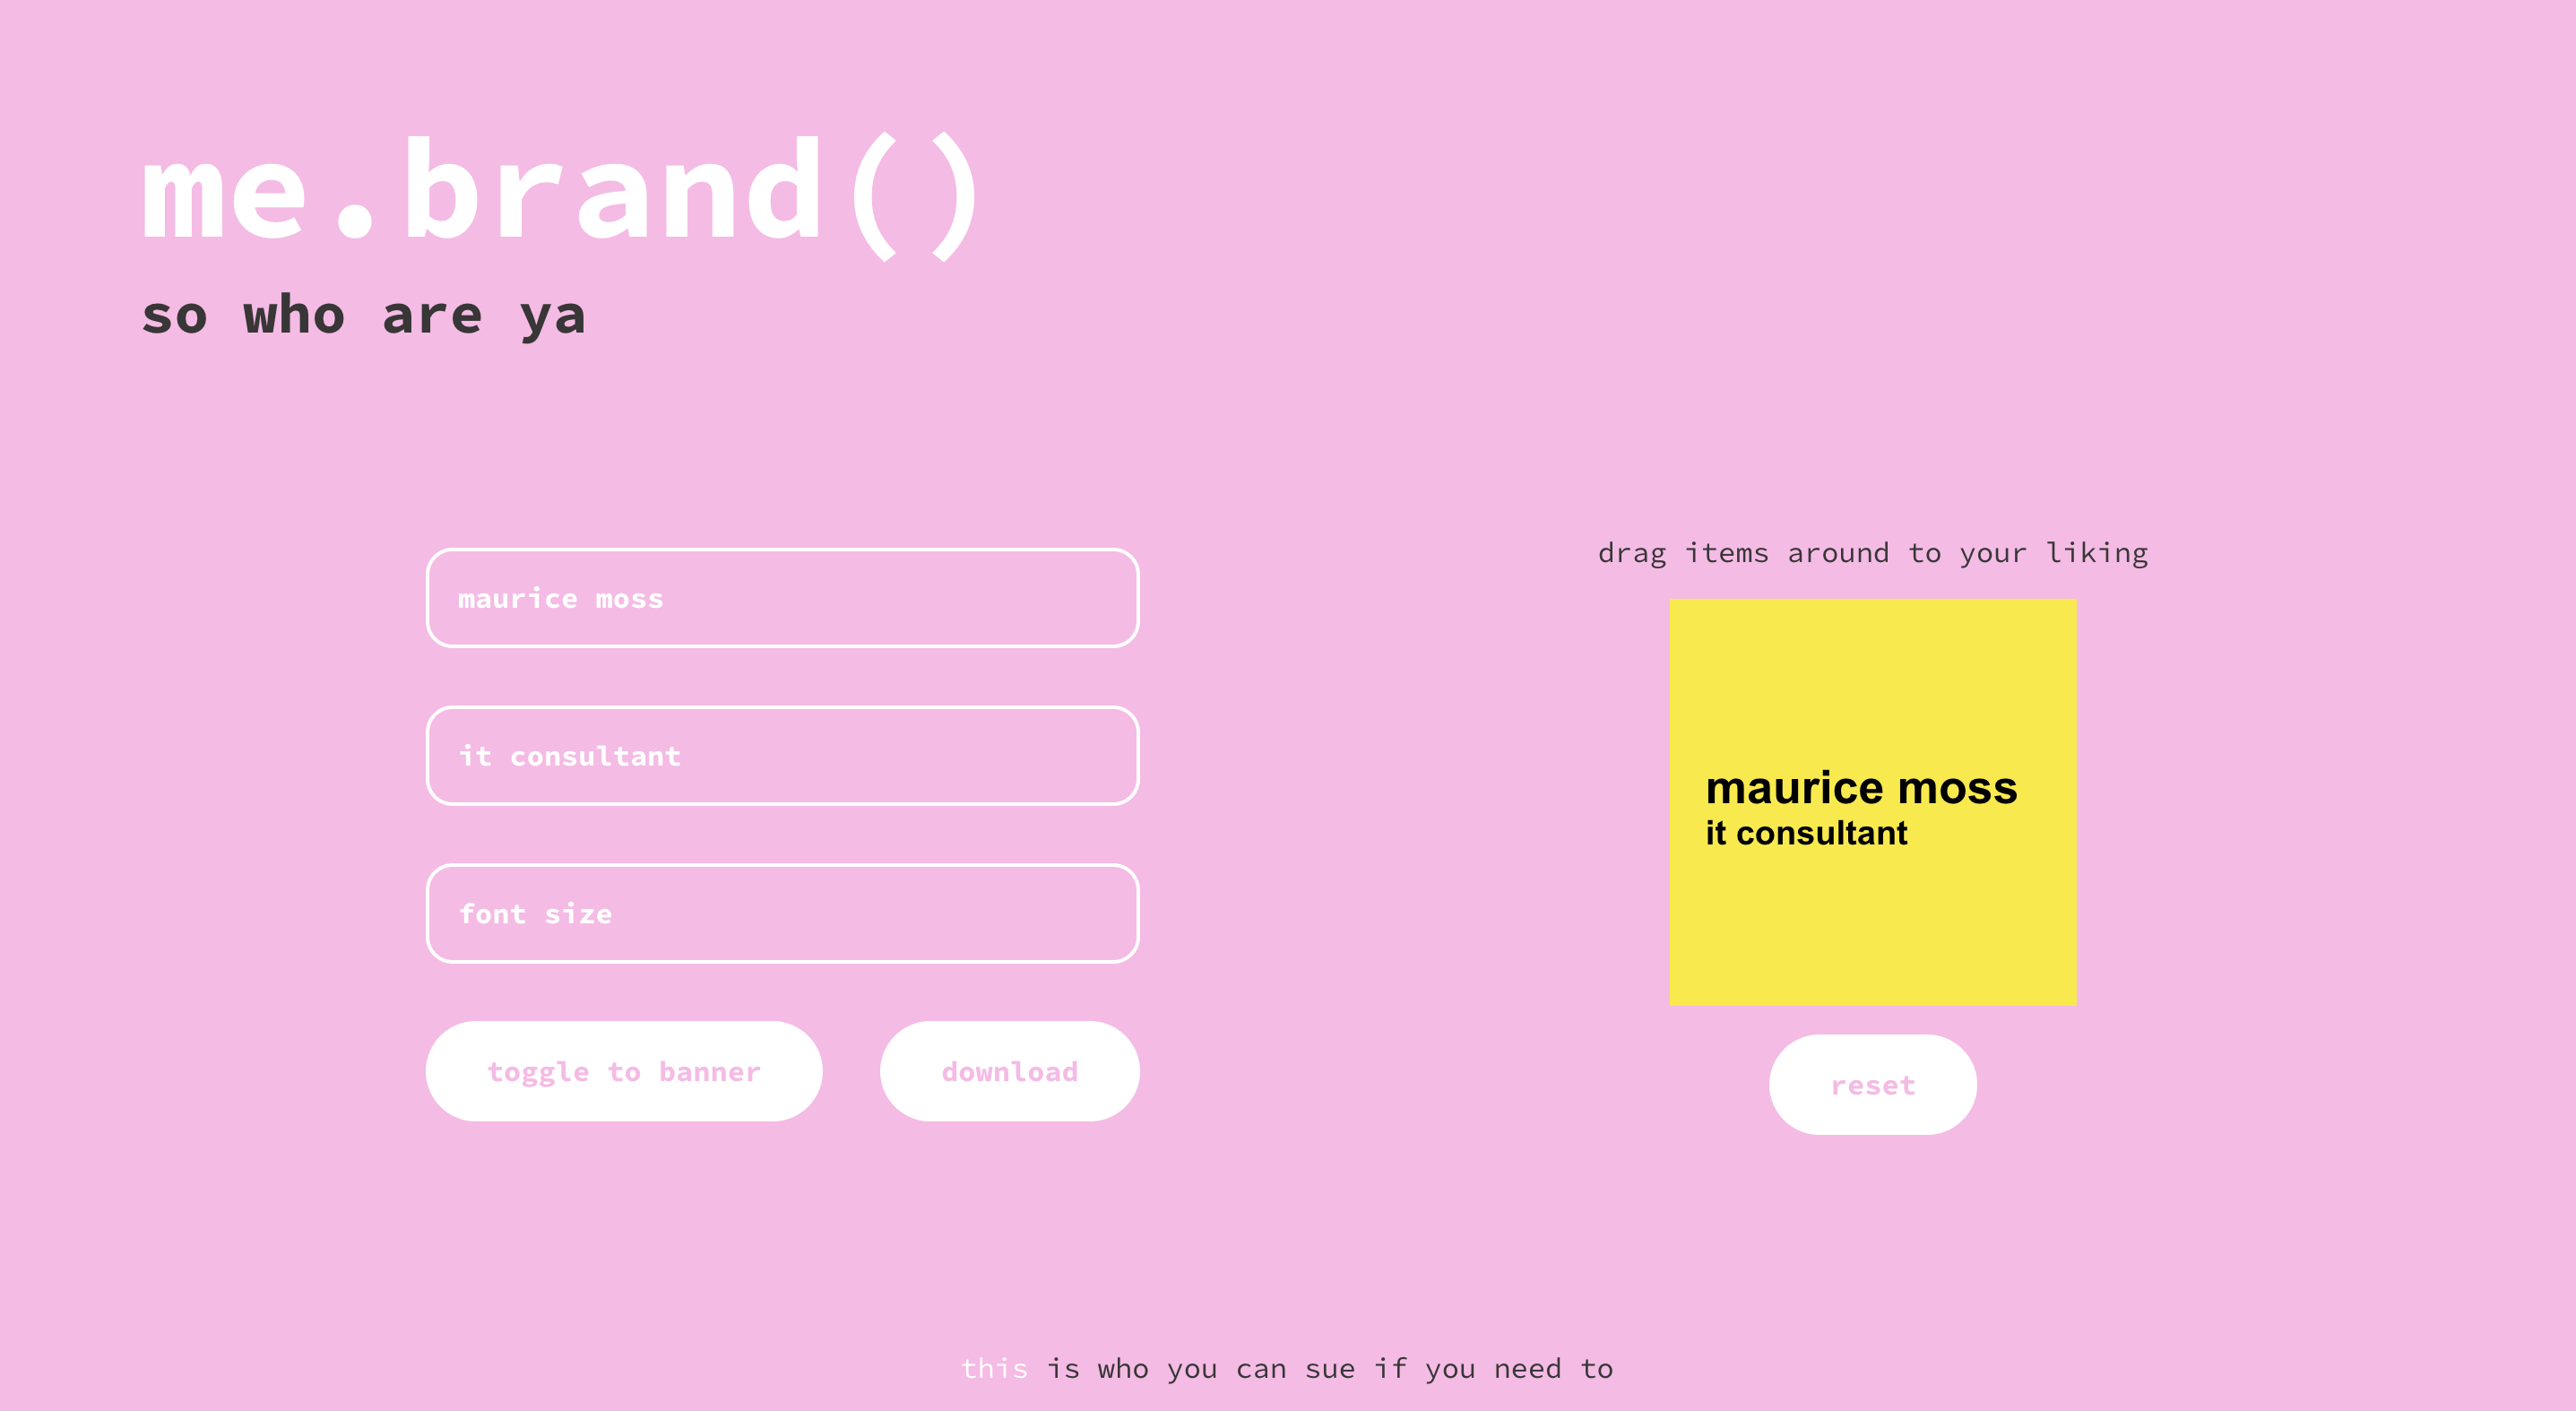 me.brand()
so who are ya
maurice moss
it consultant
font size
toggle to banner
download
drag items around to your liking
maurice moss
it consultant
reset
this is who you can sue if you need to